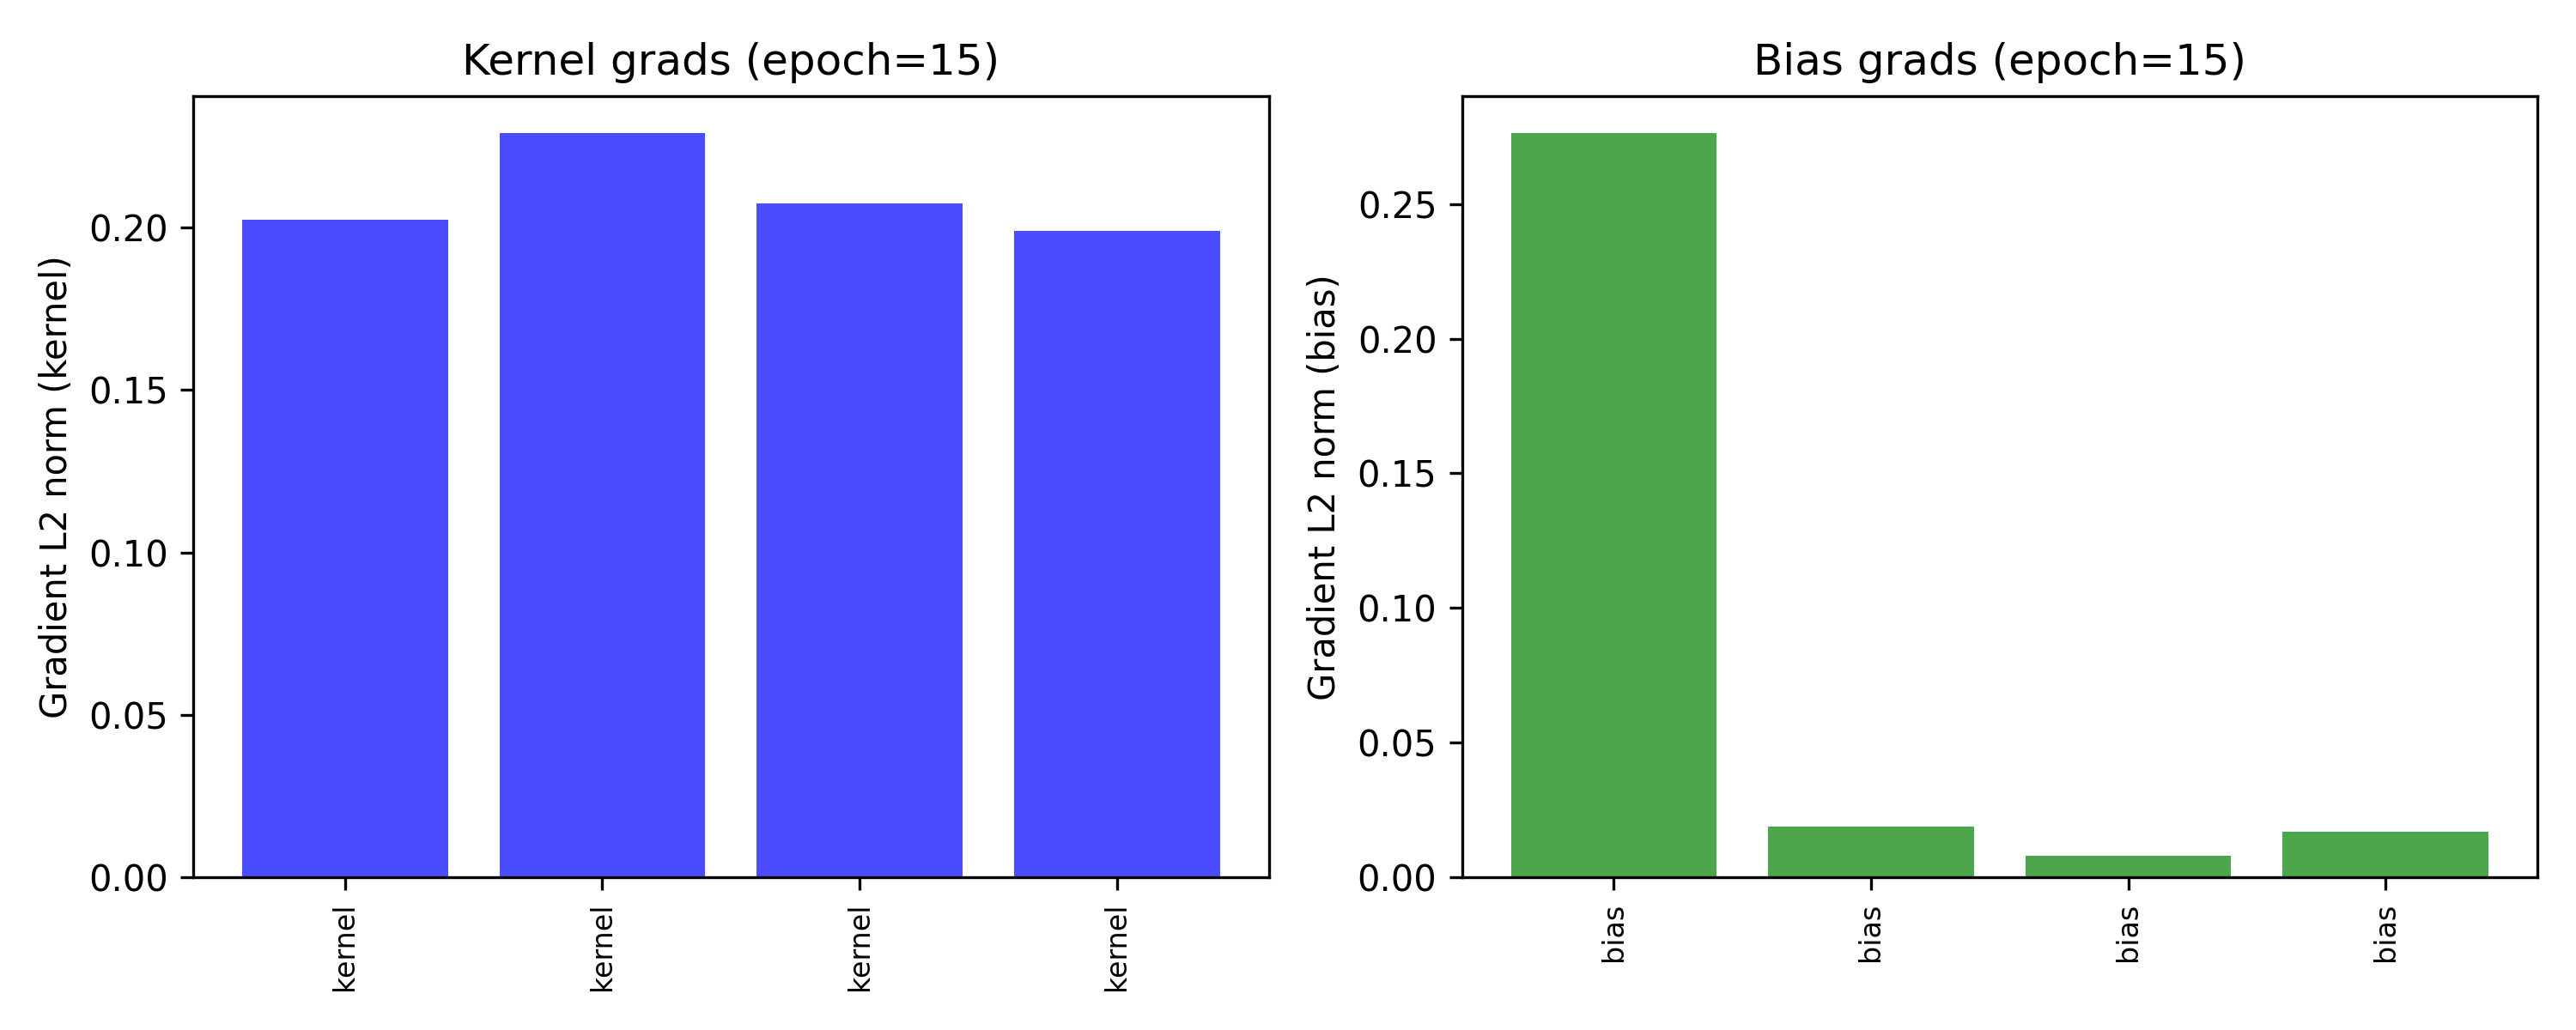 Kernel grads (epoch=15)
Gradient L2 norm (kernel)
0.20
0.15
0.10
0.05
0.00
kernel
kernel
kernel
kernel
Bias grads (epoch=15)
Gradient L2 norm (bias)
0.25
0.20
0.15
0.10
0.05
0.00
bias
bias
bias
bias